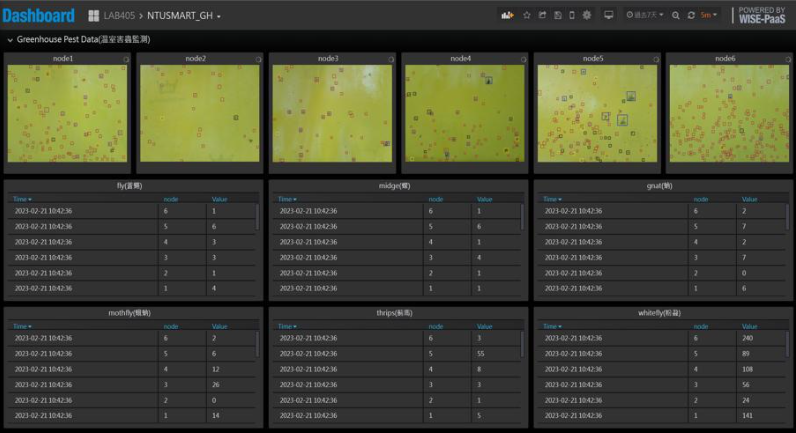 Dashboard LAB405 > NTUSMART_GH 過去7天 5m POWERED BY WISE-PaaS
Greenhouse Pest Data(溫室害蟲監測)
node1 node2 node3 node4 node5 node6
midge(蠓) gnat(蚋)
fly(
Time node Value
2023-02-21 10:42:36 6 1
2023-02-21 10:42:36 5 6
2023-02-21 10:42:36 4 3
2023-02-21 10:42:36 3 3
2023-02-21 10:42:36 2 1
2023-02-21 10:42:36 1 4
Time node Value
2023-02-21 10:42:36 6 1
2023-02-21 10:42:36 5 6
2023-02-21 10:42:36 4 1
2023-02-21 10:42:36 3 4
2023-02-21 10:42:36 2 1
2023-02-21 10:42:36 1 1
Time node Value
2023-02-21 10:42:36 6 2
2023-02-21 10:42:36 5 7
2023-02-21 10:42:36 4 2
2023-02-21 10:42:36 3 7
2023-02-21 10:42:36 2 0
2023-02-21 10:42:36 1 6
mothfly(蛾蚋)
Time node Value
2023-02-21 10:42:36 6 2
2023-02-21 10:42:36 5 6
2023-02-21 10:42:36 4 12
2023-02-21 10:42:36 3 26
2023-02-21 10:42:36 2 0
2023-02-21 10:42:36 1 14
thrips(薊馬)
Time node Value
2023-02-21 10:42:36 6 3
2023-02-21 10:42:36 5 55
2023-02-21 10:42:36 4 8
2023-02-21 10:42:36 3 3
2023-02-21 10:42:36 2 1
2023-02-21 10:42:36 1 5
whitefly(粉蝨)
Time node Value
2023-02-21 10:42:36 6 240
2023-02-21 10:42:36 5 89
2023-02-21 10:42:36 4 108
2023-02-21 10:42:36 3 56
2023-02-21 10:42:36 2 24
2023-02-21 10:42:36 1 141